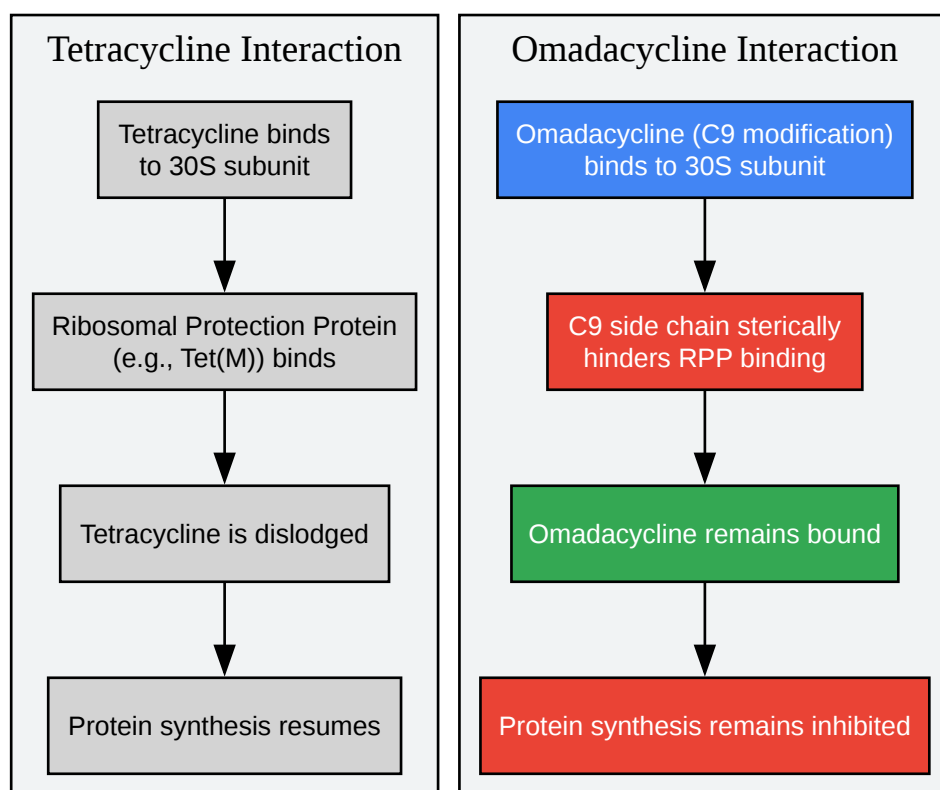 Tetracycline Interaction
Tetracycline binds
to 30S subunit
Ribosomal Protection Protein
(e.g., Tet(M)) binds
Tetracycline is dislodged
Protein synthesis resumes
Omadacycline Interaction
Omadacycline (C9 modification)
binds to 30S subunit
C9 side chain sterically
hinders RPP binding
Omadacycline remains bound
Protein synthesis remains inhibited